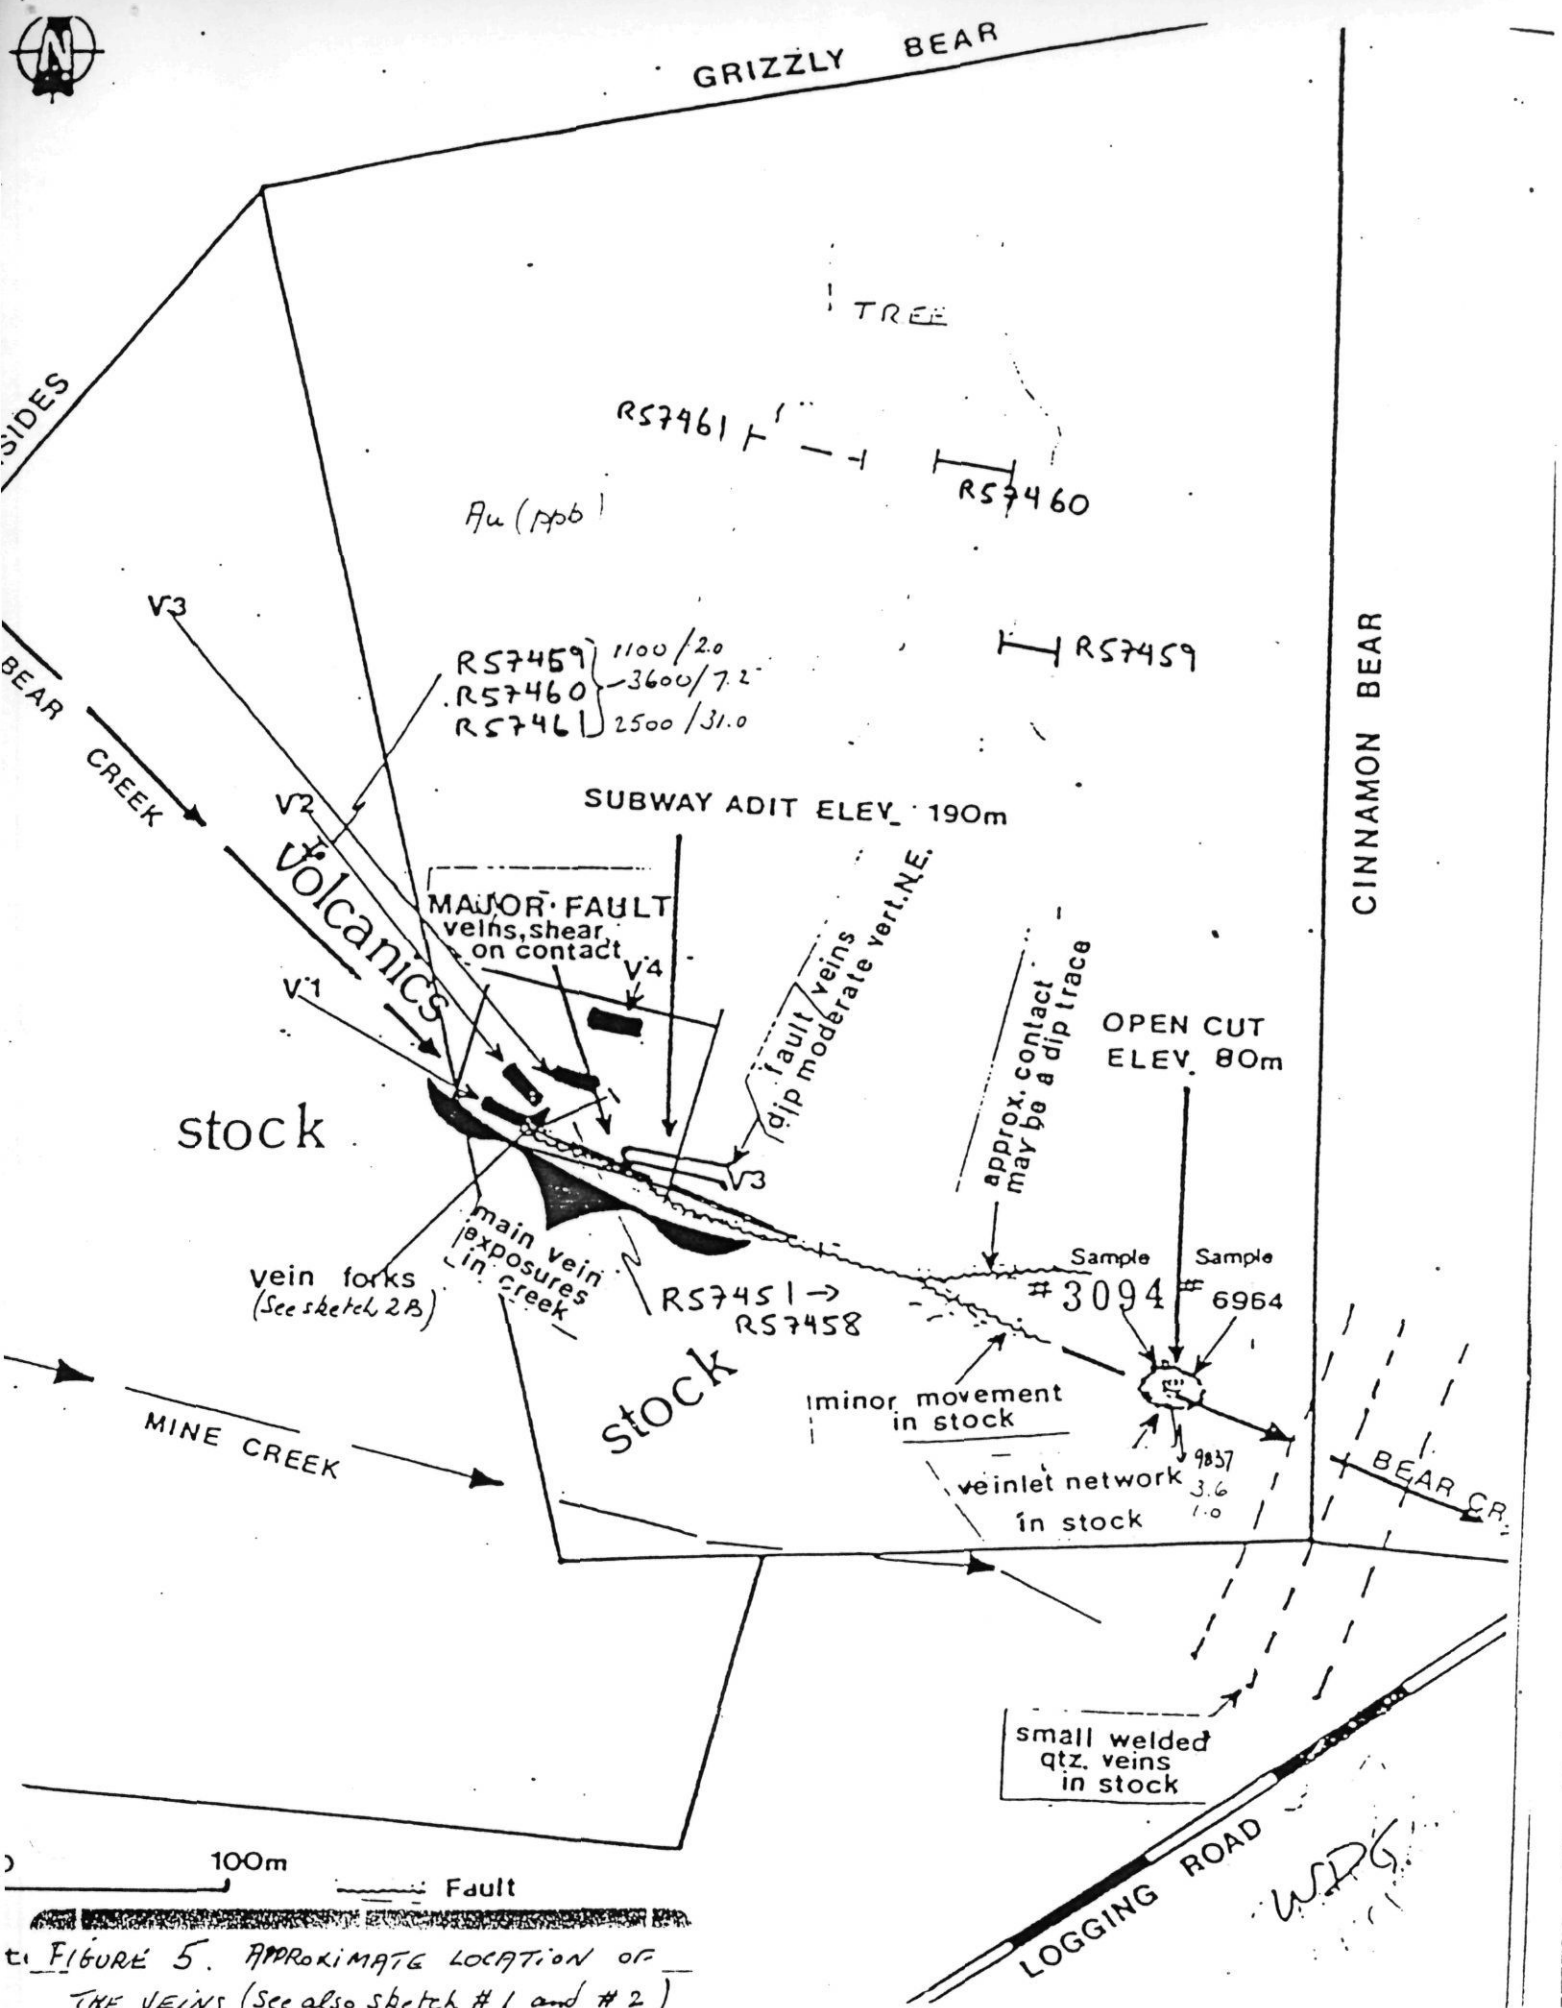 N
GRIZZLY BEAR
TREE
SIDES
R57461
R57460
Au (ppb)
V3
R57459 1100 / 2.0
R57460 3600 / 7.2
R57461 2500 / 31.0
R57459
BEAR
CREEK
CINNAMON BEAR
V2
SUBWAY ADIT ELEV. 190m
Volcanics
MAJOR FAULT
veins, shear
on contact
V4
V1
fault veins
dip moderate vert. N.E.
approx. contact
may be a dip trace
OPEN CUT
ELEV. 80m
stock
V3
main vein
exposures
in creek
vein forks
(See sketch 2B)
R57451 →
R57458
Sample
#3094
Sample
# 6964
stock
minor movement
in stock
MINE CREEK
veinlet network
in stock
9837
3.6
1.0
BEAR CR.
small welded
qtz. veins
in stock
LOGGING ROAD
WDG
100m
Fault
FIGURE 5. APPROXIMATE LOCATION OF
THE VEINS (See also sketch #1 and #2)